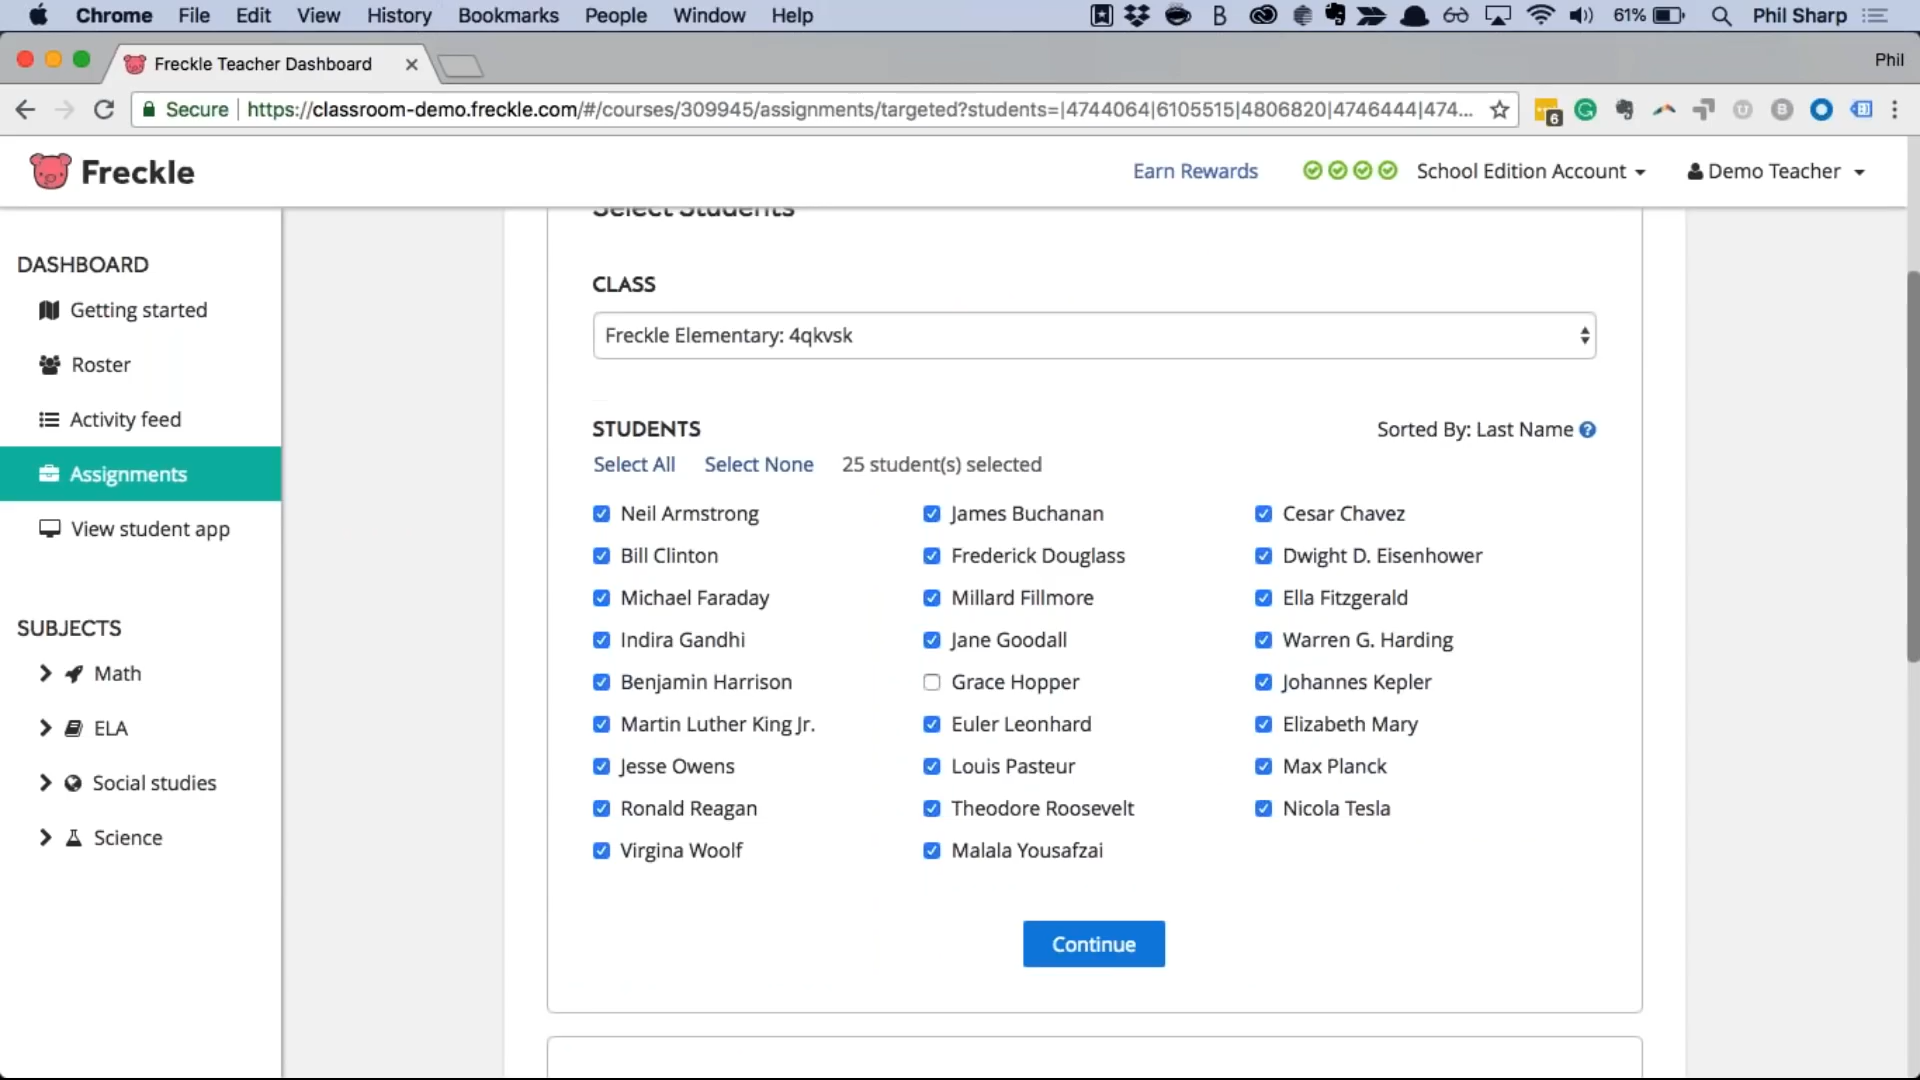 Chrome File Edit View History Bookmarks People Window Help 61% Phil Sharp
Freckle Teacher Dashboard Phil
Secure https://classroom-demo.freckle.com/#/courses/309945/assignments/targeted?students=|4744064|6105515|4806820|4746444|474... 6
Freckle Earn Rewards School Edition Account Demo Teacher
Select Students
DASHBOARD
Getting started
Roster
Activity feed
Assignments
View student app
SUBJECTS
Math
ELA
Social studies
Science
CLASS
Freckle Elementary: 4qkvsk
STUDENTS Sorted By: Last Name
Select All Select None 25 student(s) selected
Neil Armstrong James Buchanan Cesar Chavez
Bill Clinton Frederick Douglass Dwight D. Eisenhower
Michael Faraday Millard Fillmore Ella Fitzgerald
Indira Gandhi Jane Goodall Warren G. Harding
Benjamin Harrison Grace Hopper Johannes Kepler
Martin Luther King Jr. Euler Leonhard Elizabeth Mary
Jesse Owens Louis Pasteur Max Planck
Ronald Reagan Theodore Roosevelt Nicola Tesla
Virgina Woolf Malala Yousafzai
Continue